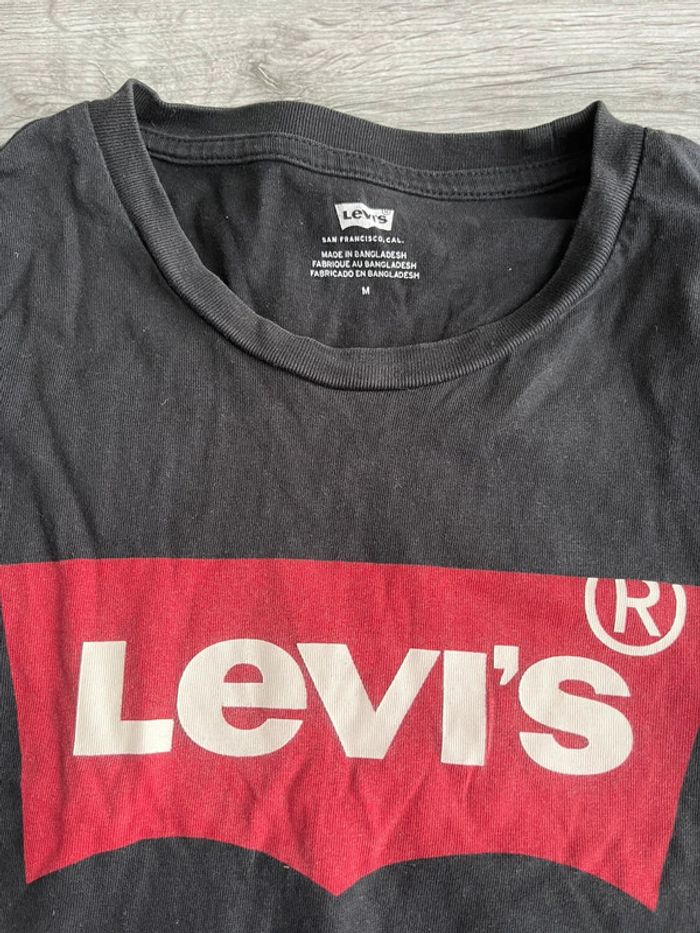 Levi's®
SAN FRANCISCO, CAL.
MADE IN BANGLADESH
FABRIQUE AU BANGLADESH
FABRICADO EN BANGLADESH
M
®
Levi's